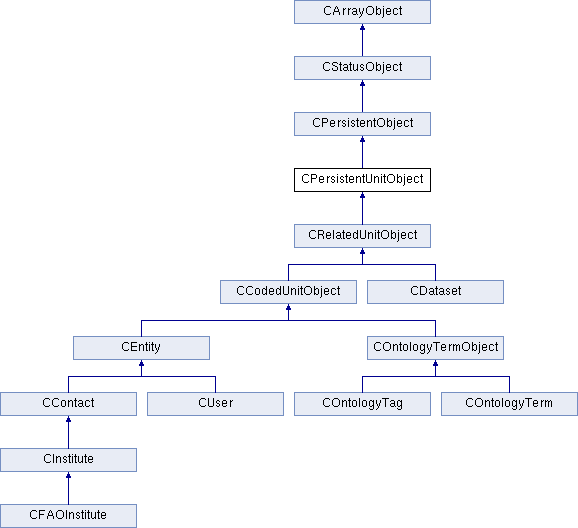 CArrayObject
CStatusObject
CPersistentObject
CPersistentUnitObject
CRelatedUnitObject
CCodedUnitObject
CDataset
CEntity
COntologyTermObject
CContact
CUser
COntologyTag
COntologyTerm
CInstitute
CFAOInstitute